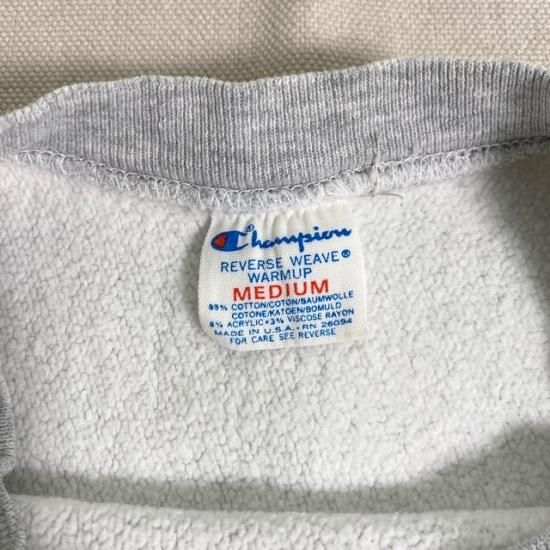 Champion
REVERSE WEAVE®
WARMUP
MEDIUM
89% COTTON/COTON/BAUMWOLLE
COTONE/KATOEN/BOMULD
8% ACRYLIC•3% VISCOSE RAYON
MADE IN U.S.A.•RN 26094
FOR CARE SEE REVERSE